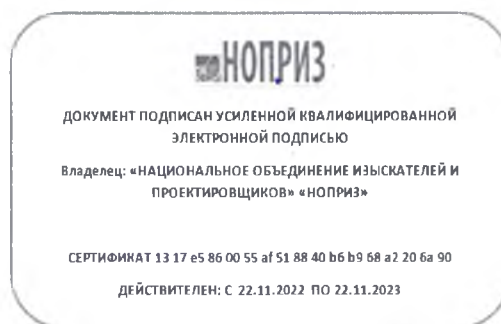 НОПРИЗ
ДОКУМЕНТ ПОДПИСАН УСИЛЕННОЙ КВАЛИФИЦИРОВАННОЙ
ЭЛЕКТРОННОЙ ПОДПИСЬЮ
Владелец: «НАЦИОНАЛЬНОЕ ОБЪЕДИНЕНИЕ ИЗЫСКАТЕЛЕЙ И
ПРОЕКТИРОВЩИКОВ» «НОПРИЗ»
СЕРТИФИКАТ 13 17 e5 86 00 55 af 51 88 40 b6 b9 68 a2 20 6a 90
ДЕЙСТВИТЕЛЕН: С 22.11.2022 ПО 22.11.2023